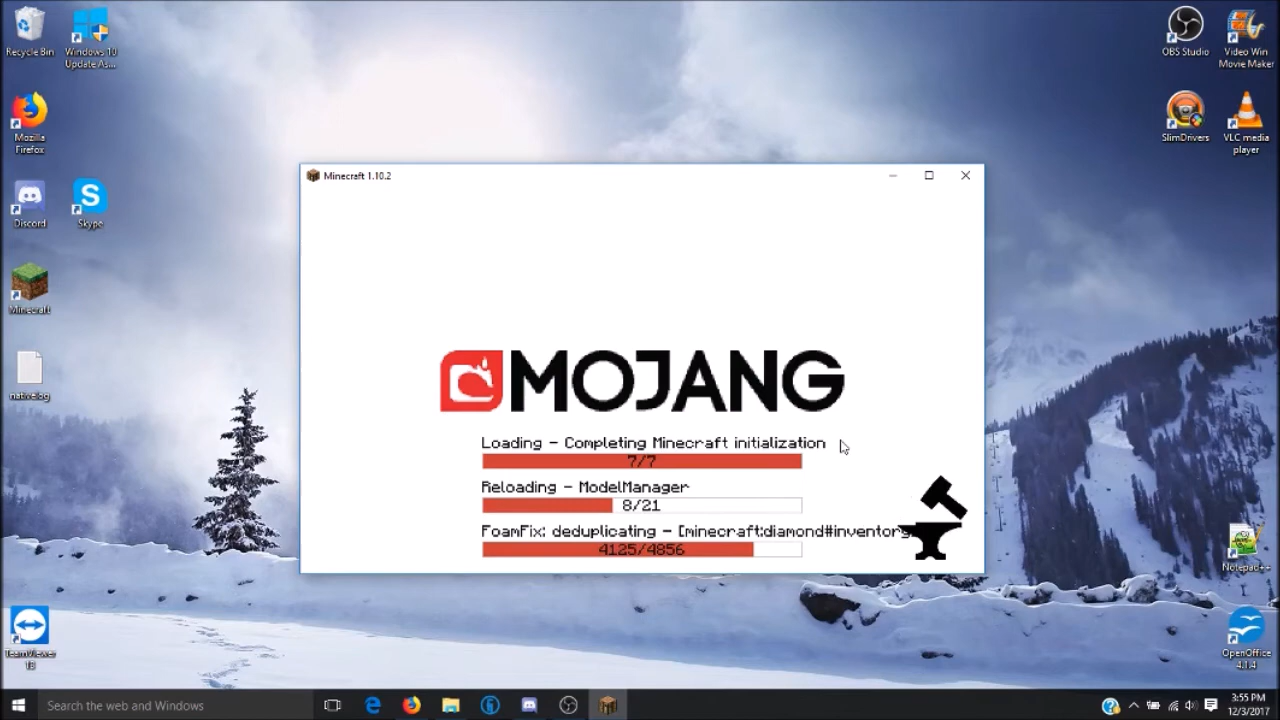 Recycle Bin
Windows 10
Update As...
OBS Studio
Video Win
Movie Maker
Mozilla
Firefox
SlimDrivers
VLC media
player
Discord
Skype
Minecraft
Minecraft 1.10.2
MOJANG
Loading - Completing Minecraft initialization
7/7
Reloading - ModelManager
8/21
FoamFix: deduplicating - [minecraft:diamond#inventory
4125/4856
nativelog
Notepad++
TeamViewer
13
OpenOffice
4.1.4
Search the web and Windows
3:55 PM
12/3/2017